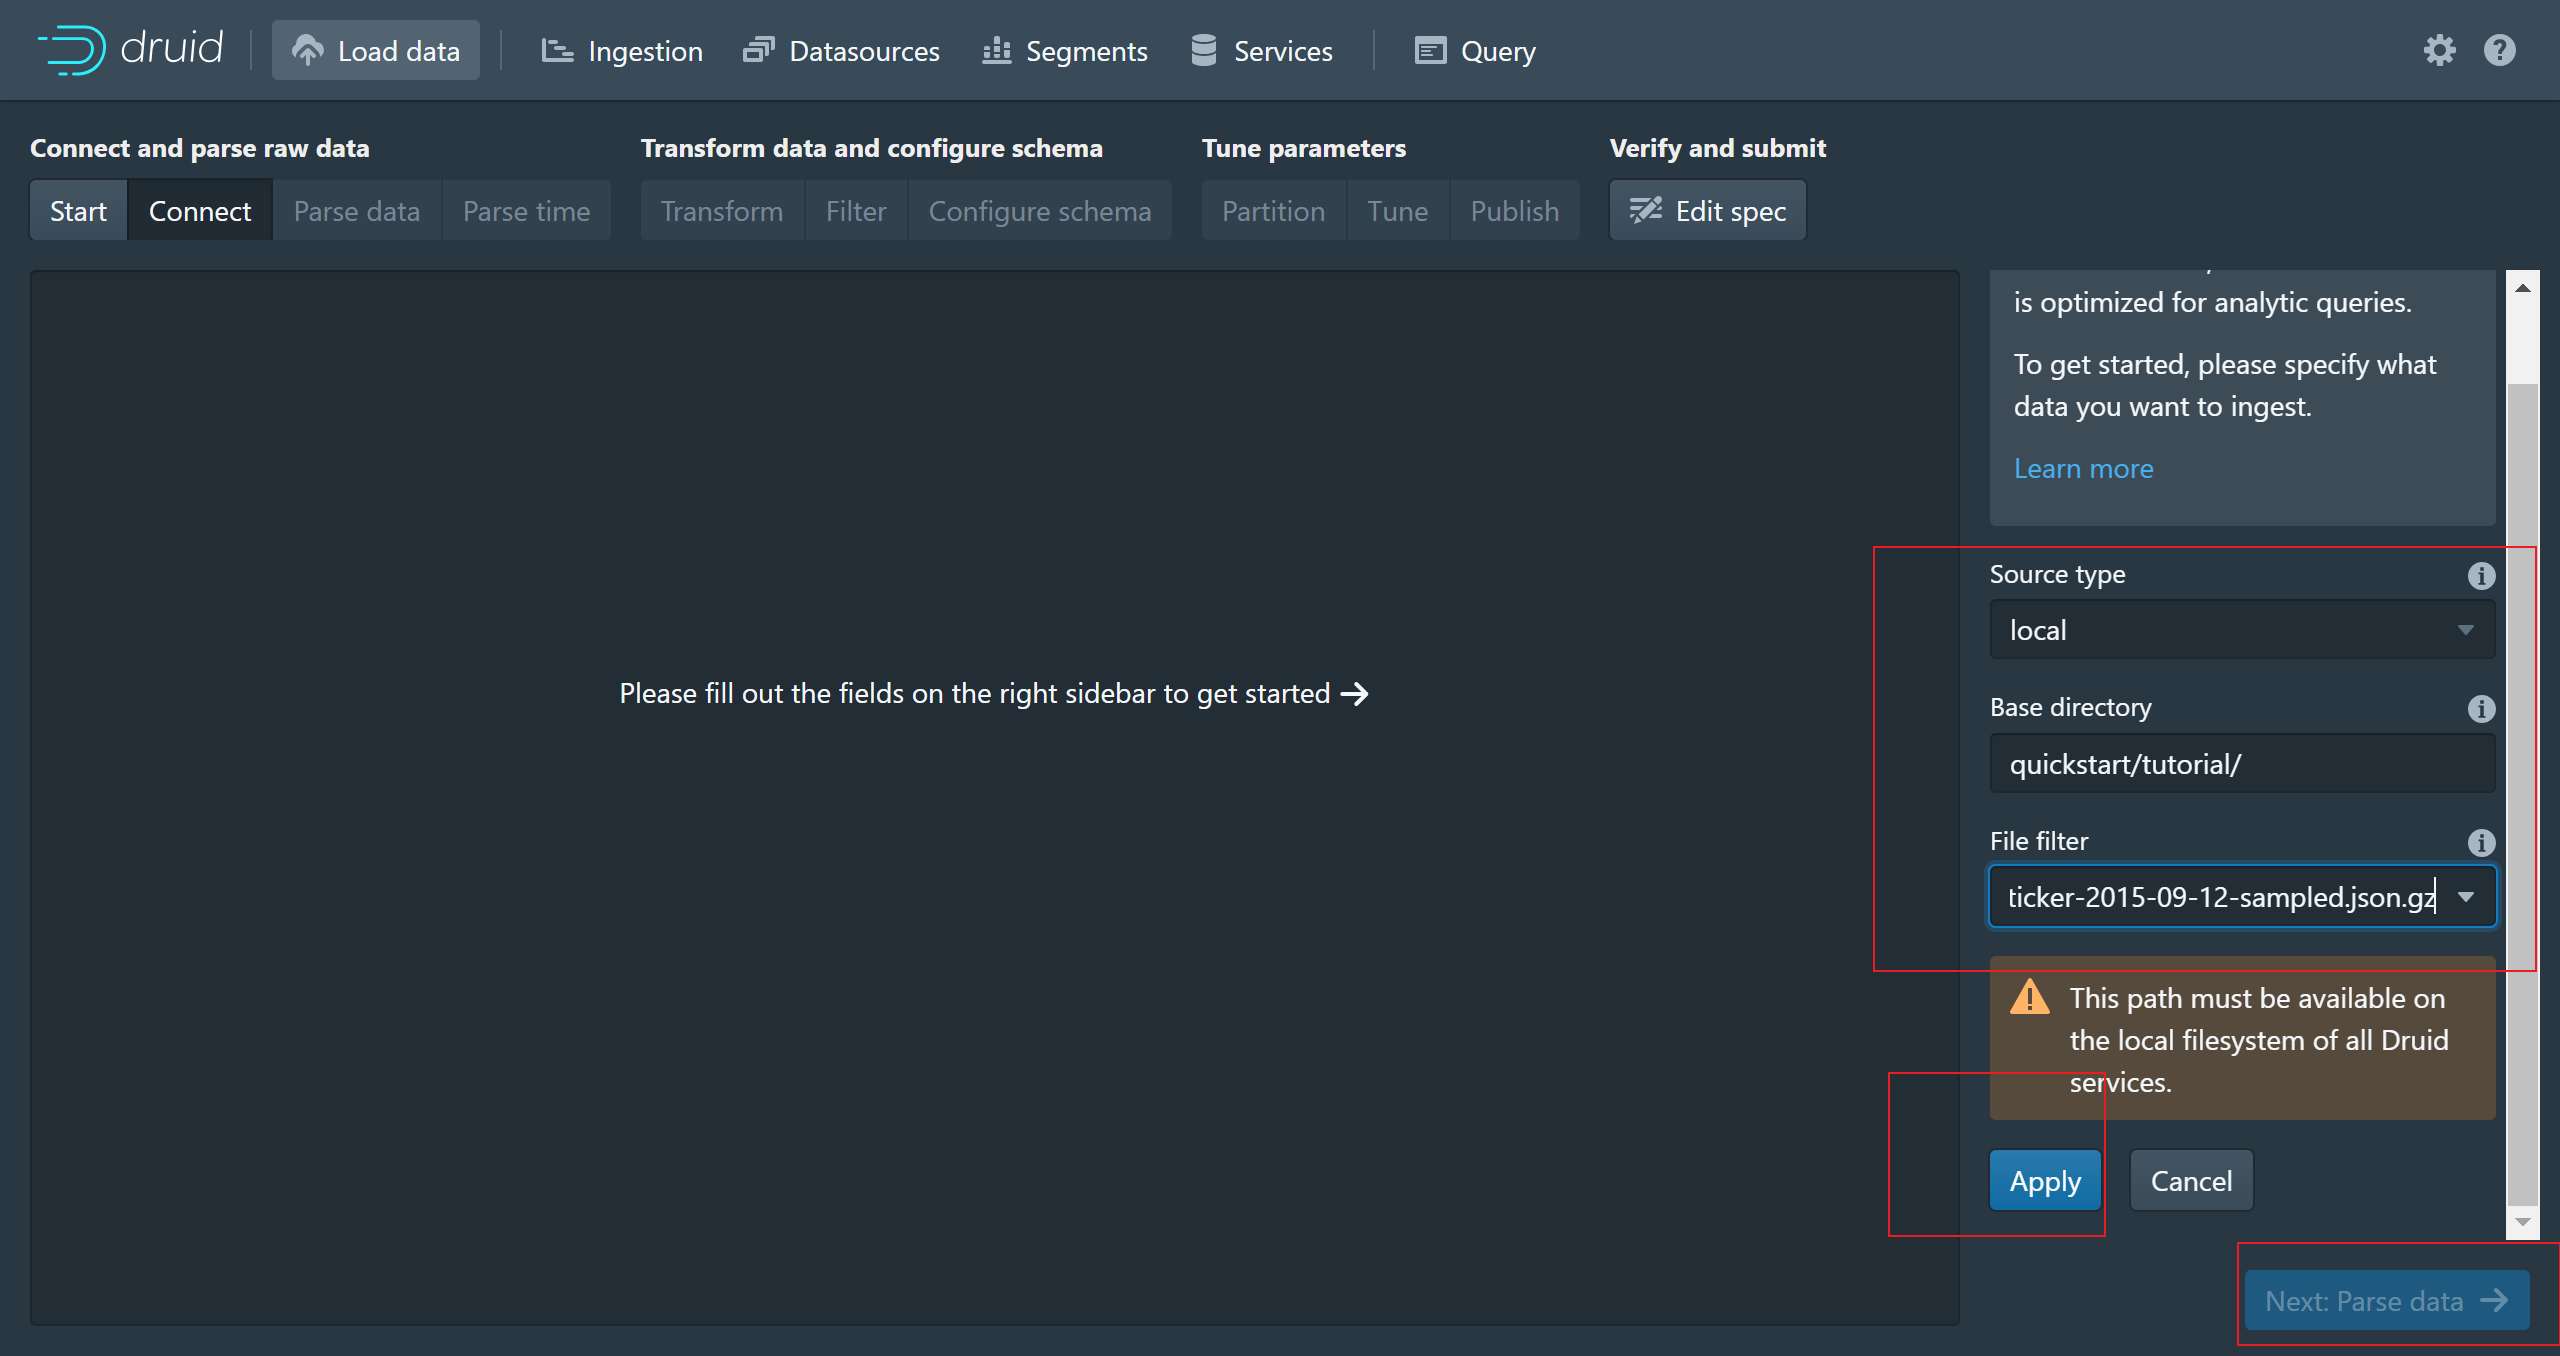 druid
Load data
Ingestion
Datasources
Segments
Services
Query
Connect and parse raw data
Transform data and configure schema
Tune parameters
Verify and submit
Start
Connect
Parse data
Parse time
Transform
Filter
Configure schema
Partition
Tune
Publish
Edit spec
is optimized for analytic queries.
To get started, please specify what
data you want to ingest.
Learn more
Please fill out the fields on the right sidebar to get started
Source type
local
Base directory
quickstart/tutorial/
File filter
ticker-2015-09-12-sampled.json.gz
This path must be available on
the local filesystem of all Druid
services.
Apply
Cancel
Next: Parse data